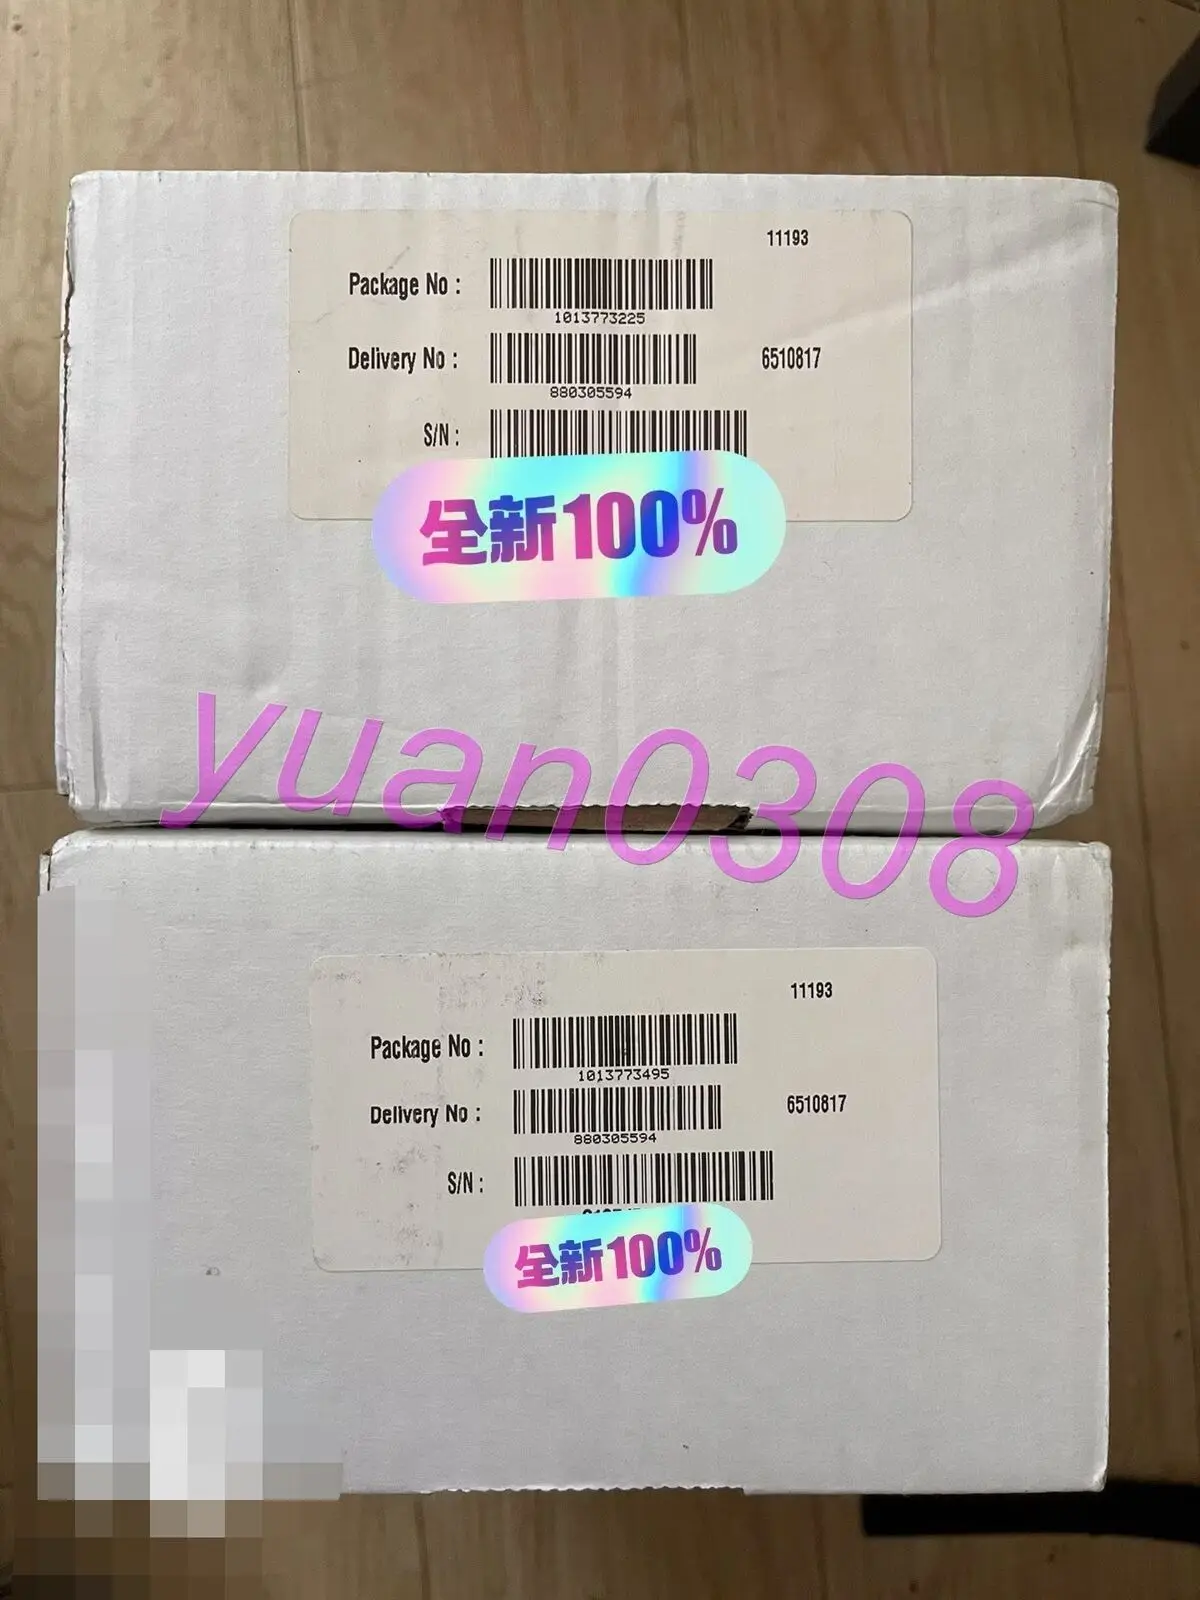 11193
Package No :
1013773225
Delivery No :
6510817
880305594
S/N :
全新100%
yuan0308
11193
Package No :
1013773495
Delivery No :
6510817
880305594
S/N :
全新100%